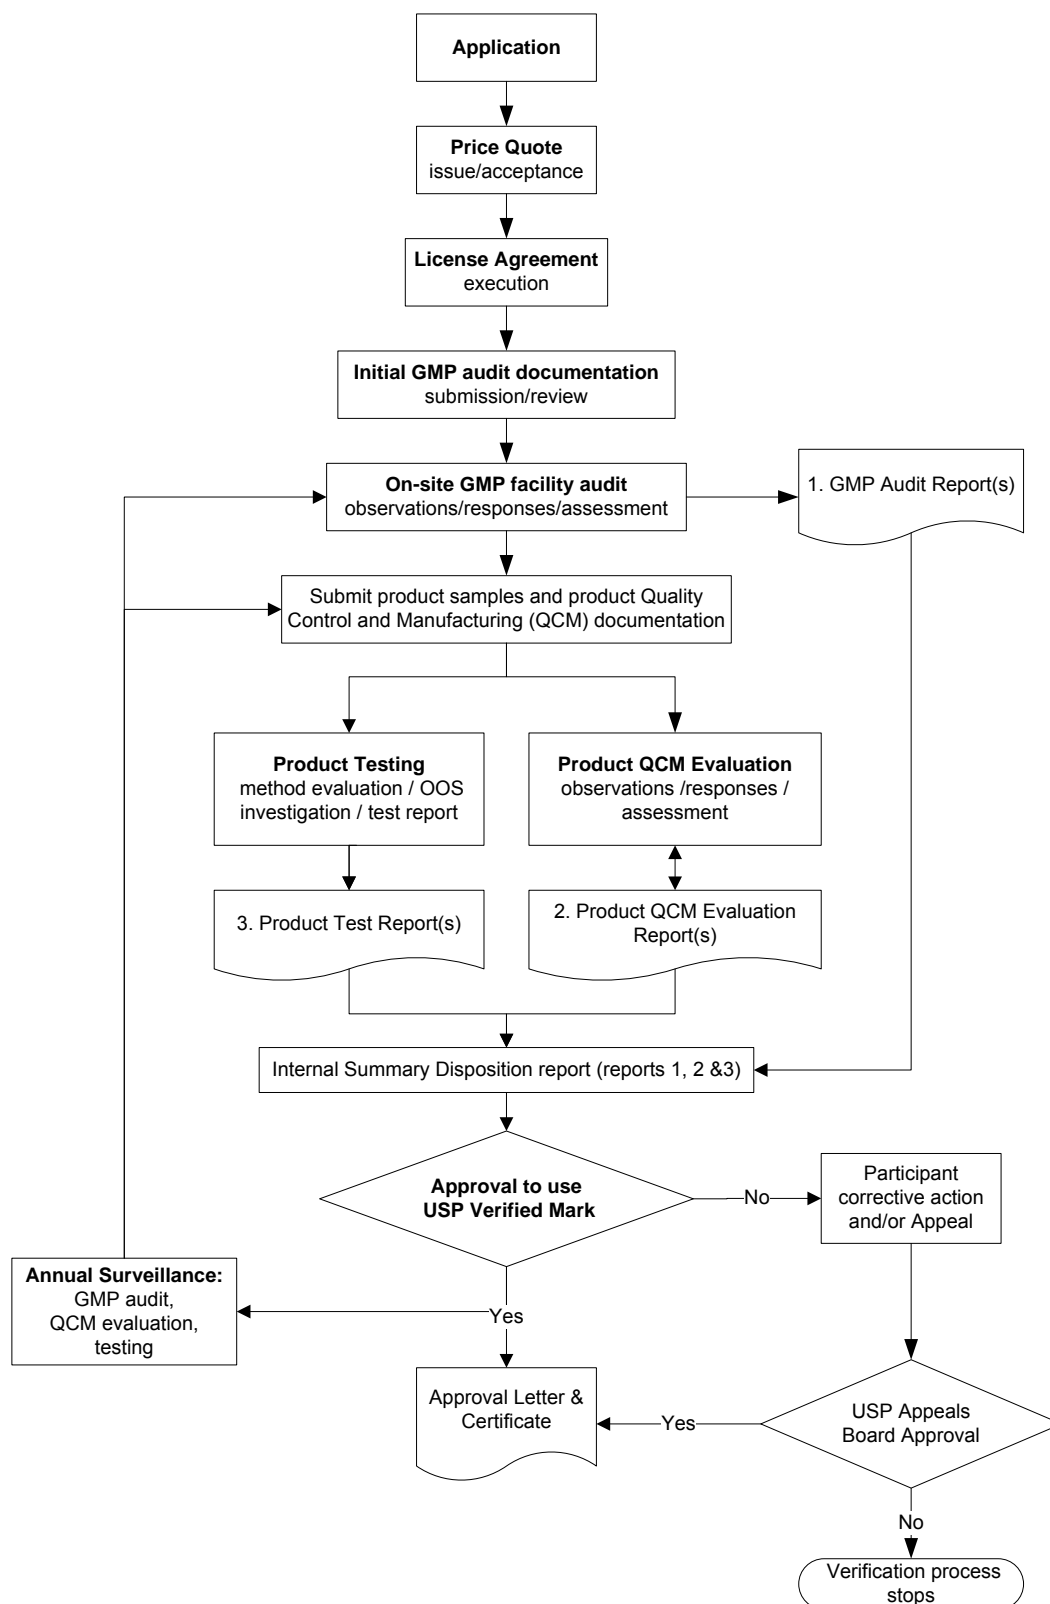 Application
Price Quote
issue/acceptance
License Agreement
execution
Initial GMP audit documentation
submission/review
On-site GMP facility audit
observations/responses/assessment
1. GMP Audit Report(s)
Submit product samples and product Quality
Control and Manufacturing (QCM) documentation
Product Testing
method evaluation / OOS
investigation / test report
Product QCM Evaluation
observations /responses /
assessment
3. Product Test Report(s)
2. Product QCM Evaluation
Report(s)
Internal Summary Disposition report (reports 1, 2 &3)
Approval to use
USP Verified Mark
No
Participant
corrective action
and/or Appeal
Annual Surveillance:
GMP audit,
QCM evaluation,
testing
Yes
Approval Letter &
Certificate
Yes
USP Appeals
Board Approval
No
Verification process
stops